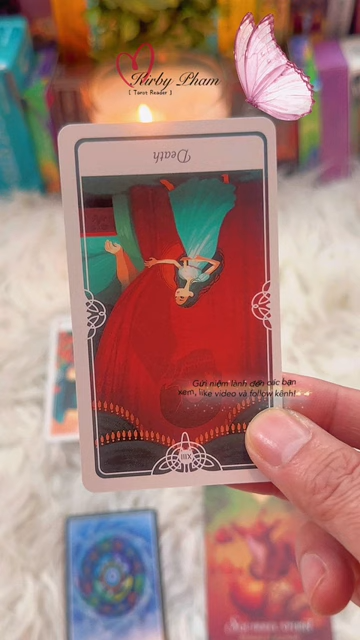 Kirby Pham
[ Tarot Reader ]
Death
Gửi niệm lành đến các bạn
xem, like video và follow kênh!
XIII